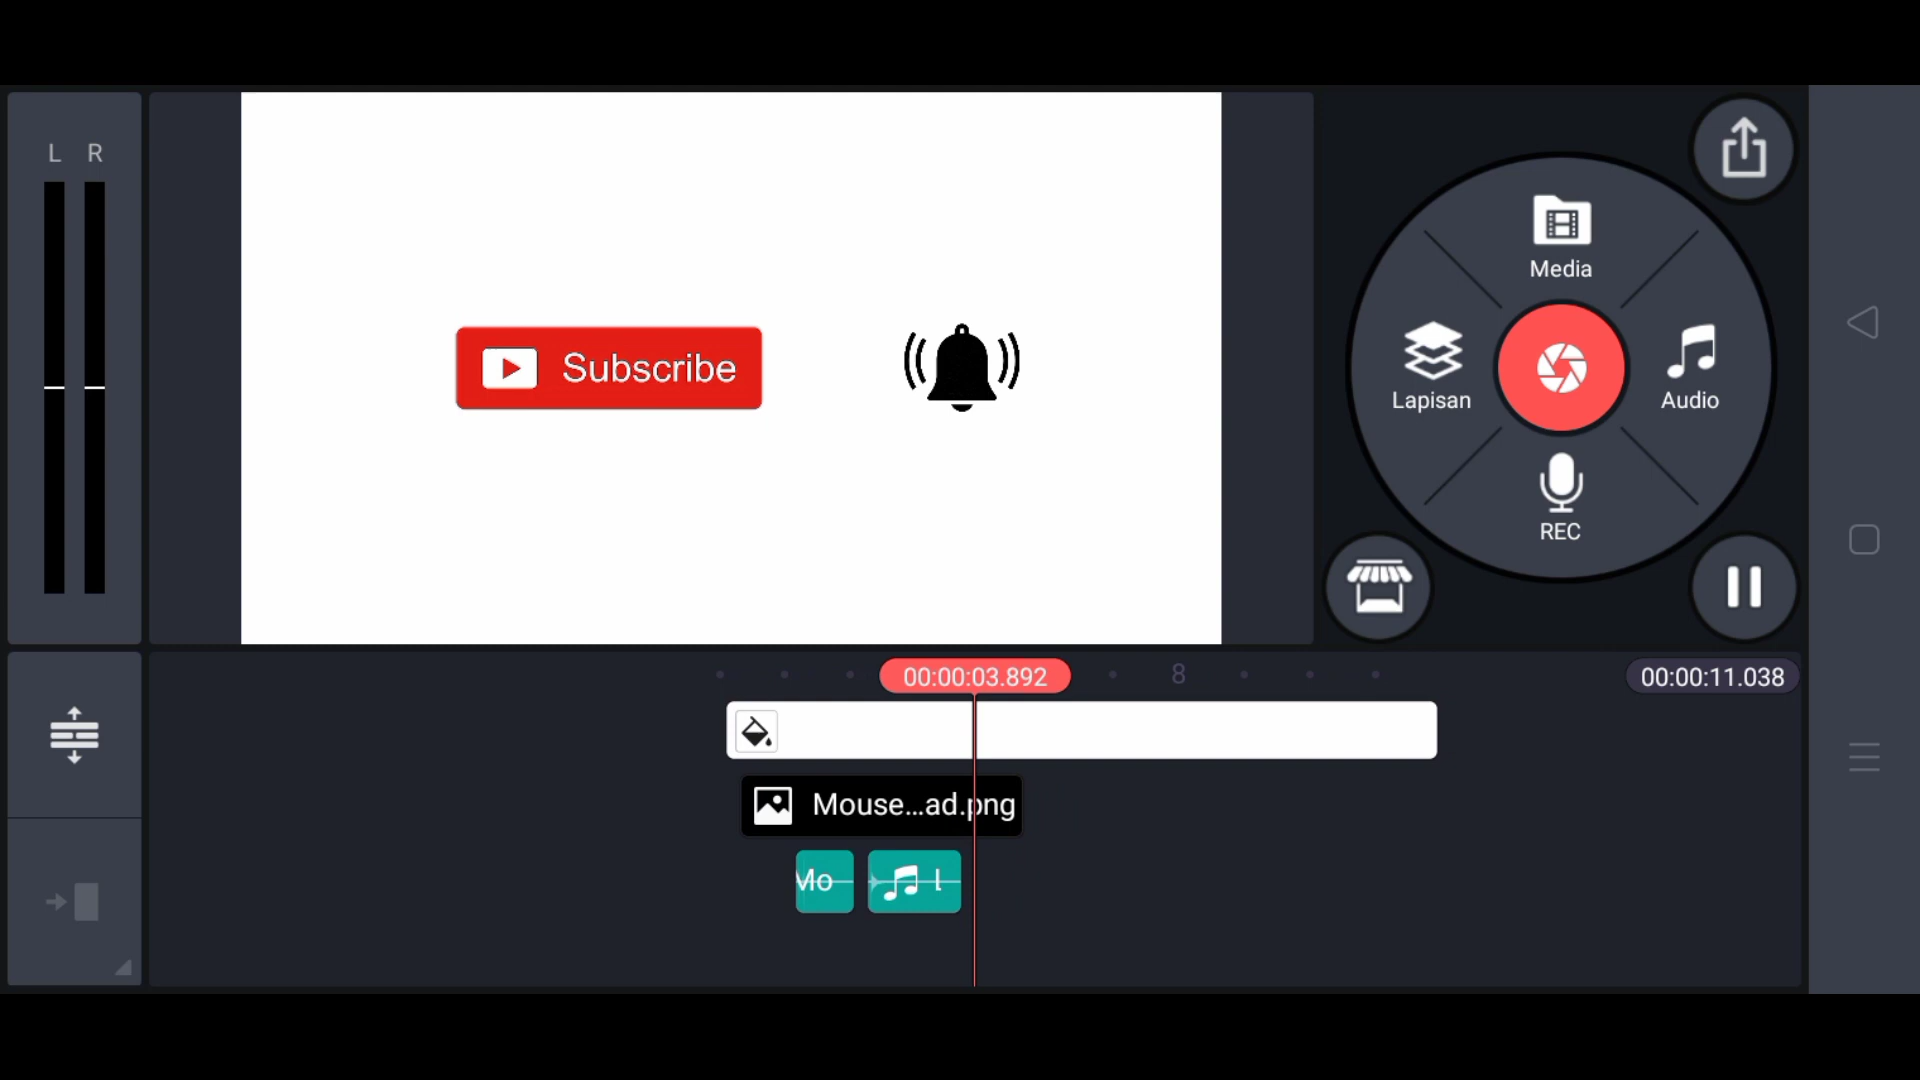 L R
Subscribe
Media
Lapisan
Audio
REC
00:00:03.892
8
00:00:11.038
Mouse...ad.png
Mo